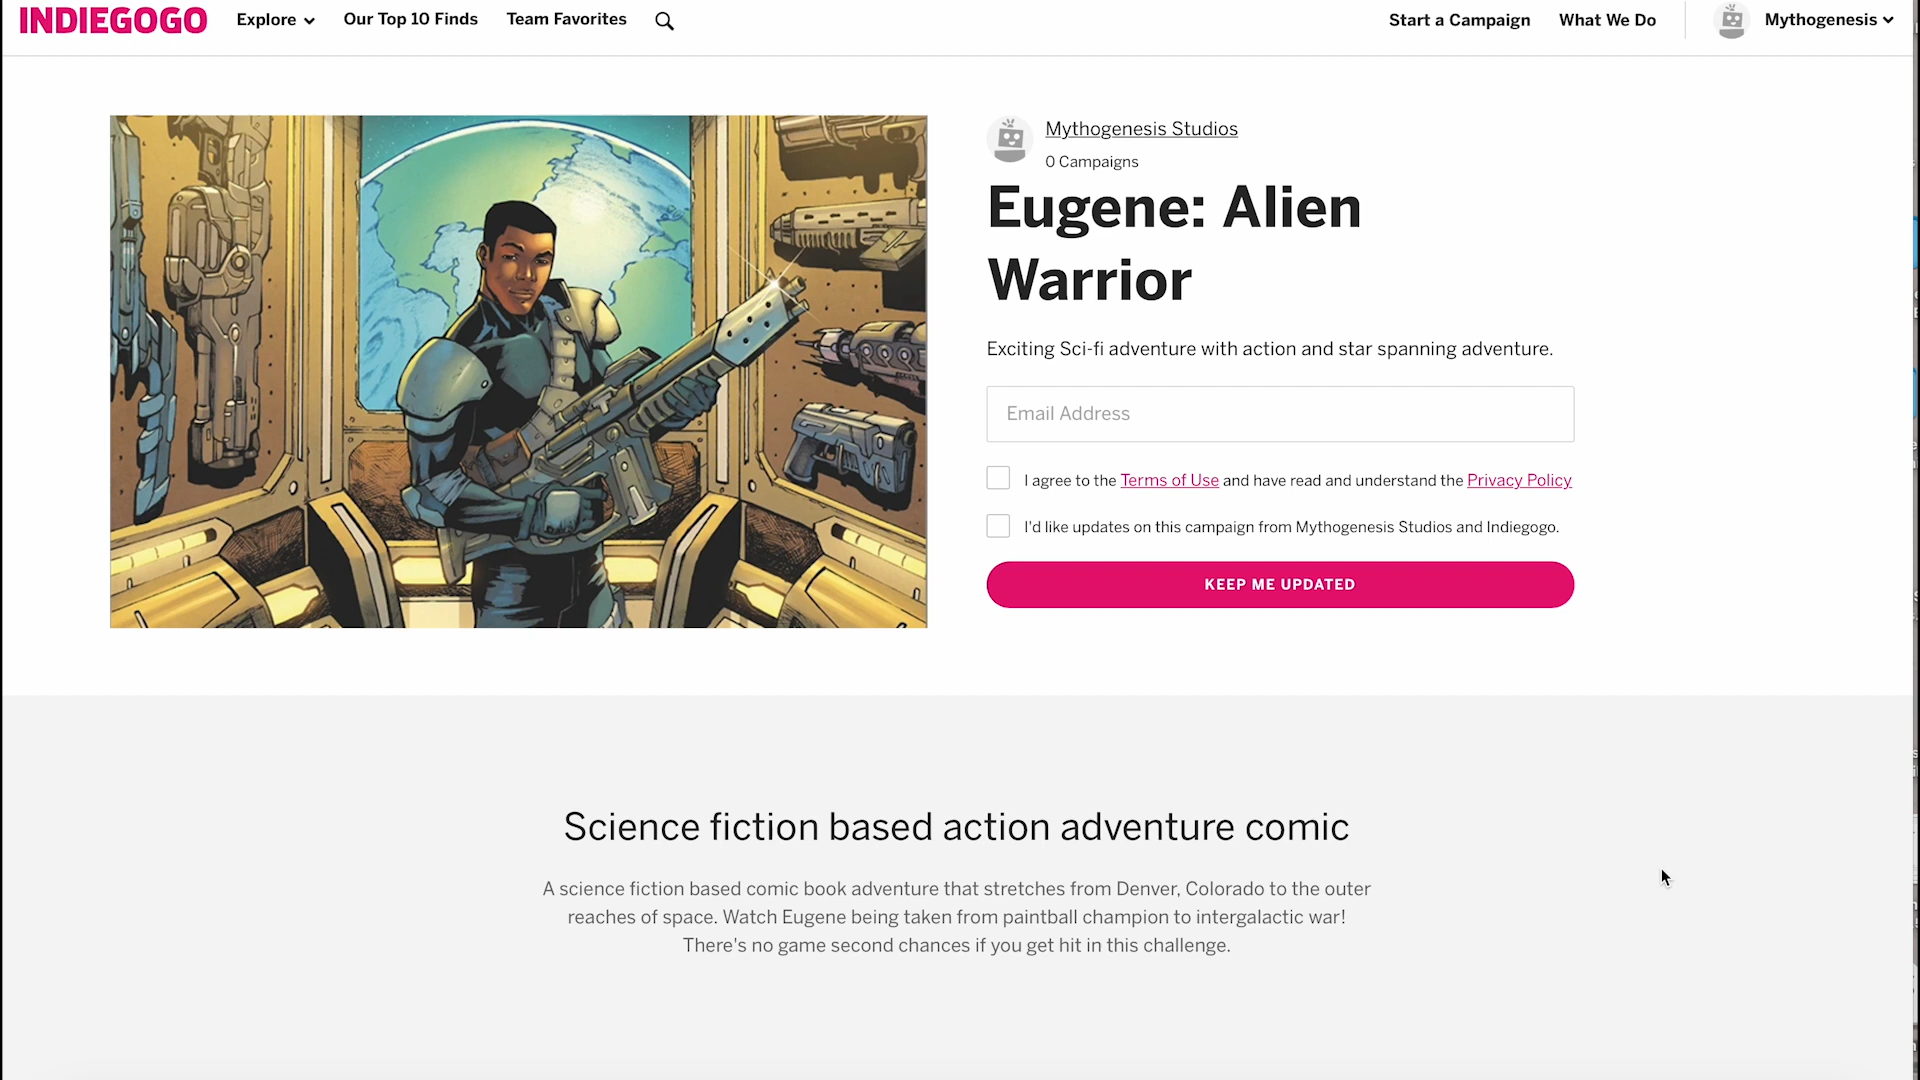 INDIEGOGO
Explore
Our Top 10 Finds
Team Favorites
Start a Campaign
What We Do
Mythogenesis
Mythogenesis Studios
0 Campaigns
Eugene: Alien
Warrior
Exciting Sci-fi adventure with action and star spanning adventure.
Email Address
I agree to the Terms of Use and have read and understand the Privacy Policy
I'd like updates on this campaign from Mythogenesis Studios and Indiegogo.
KEEP ME UPDATED
Science fiction based action adventure comic
A science fiction based comic book adventure that stretches from Denver, Colorado to the outer
reaches of space. Watch Eugene being taken from paintball champion to intergalactic war!
There's no game second chances if you get hit in this challenge.